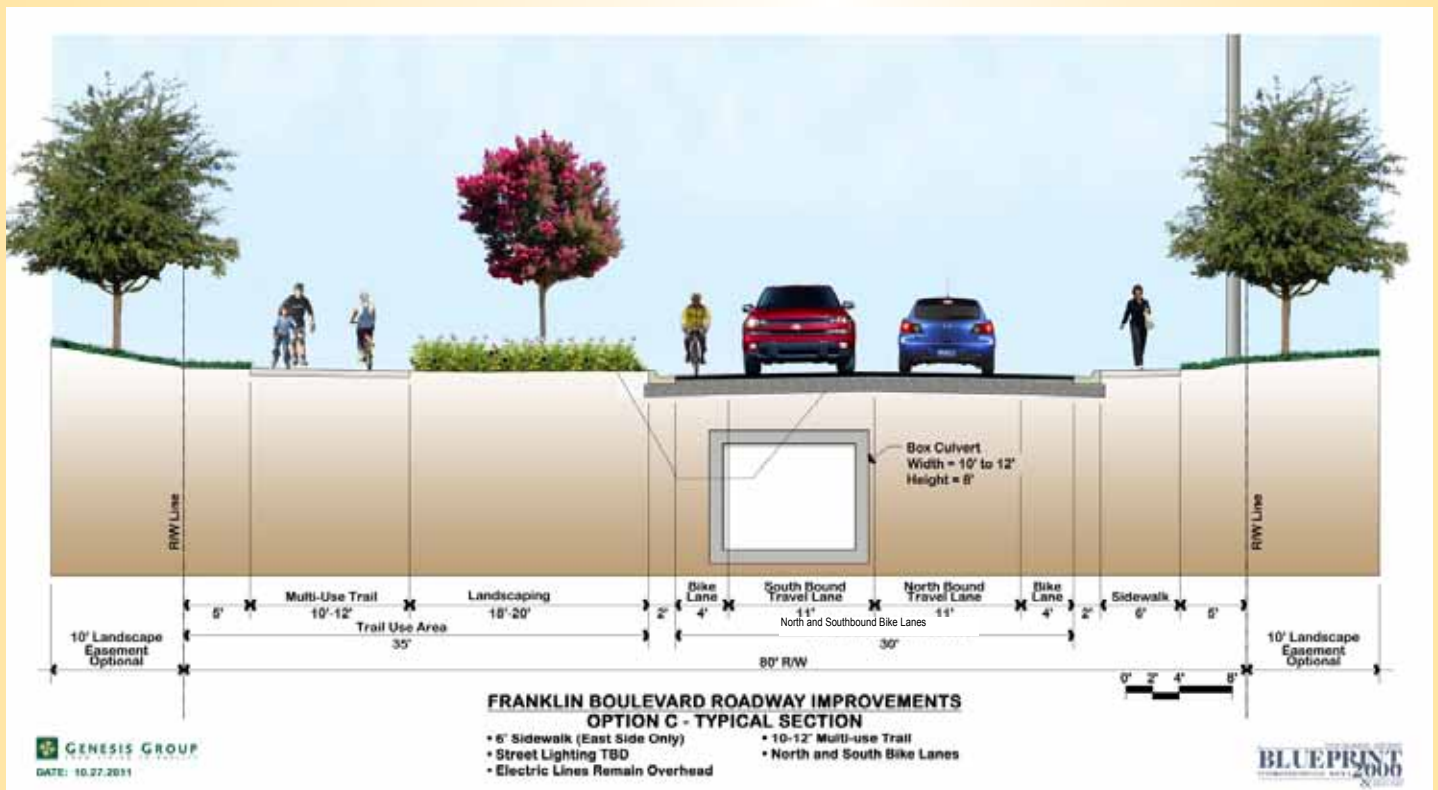 Box Culvert
Width = 10' to 12'
Height = 8'
R/W Line
R/W Line
5'
Multi-Use Trail
10'-12'
Landscaping
18'-20'
2'
Bike
Lane
4'
South Bound
Travel Lane
11'
North Bound
Travel Lane
11'
Bike
Lane
4'
2'
Sidewalk
6'
5'
Trail Use Area
35'
North and Southbound Bike Lanes
30'
10' Landscape
Easement
Optional
80' R/W
10' Landscape
Easement
Optional
0' 2' 4' 8'
FRANKLIN BOULEVARD ROADWAY IMPROVEMENTS
OPTION C - TYPICAL SECTION
• 6' Sidewalk (East Side Only)
• Street Lighting TBD
• Electric Lines Remain Overhead
• 10-12' Multi-use Trail
• North and South Bike Lanes
GENESIS GROUP
DATE: 10.27.2011
BLUEPRINT
2000